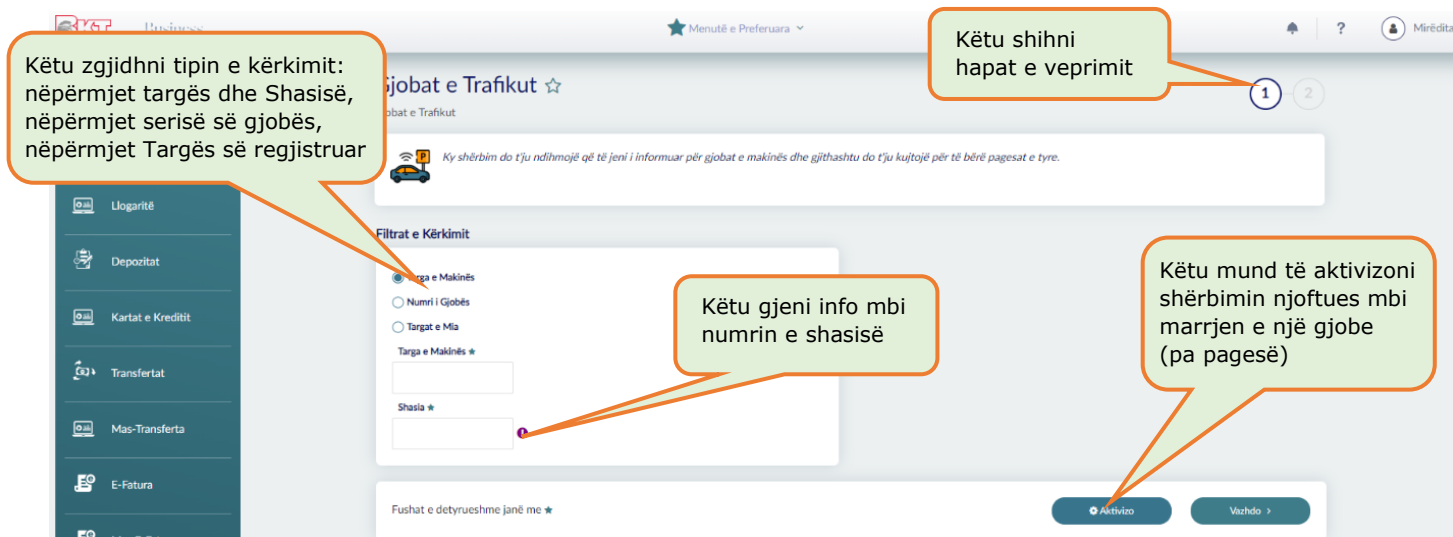 BKT Business
Menutë e Preferuara
?
Mirëdita
Këtu zgjidhni tipin e kërkimit:
nëpërmjet targës dhe Shasisë,
nëpërmjet serisë së gjobës,
nëpërmjet Targës së regjistruar
Këtu shihni
hapat e veprimit
Gjobat e Trafikut
1
2
Gjobat e Trafikut
P
Ky shërbim do t'ju ndihmojë që të jeni i informuar për gjobat e makinës dhe gjithashtu do t'ju kujtojë për të bërë pagesat e tyre.
Llogaritë
Depozitat
Kartat e Kreditit
Transfertat
Mas-Transferta
E-Fatura
Filtrat e Kërkimit
Targa e Makinës
Numri i Gjobës
Targat e Mia
Targa e Makinës
Shasia
Këtu gjeni info mbi
numrin e shasisë
Këtu mund të aktivizoni
shërbimin njoftues mbi
marrjen e një gjobe
(pa pagesë)
Fushat e detyrueshme janë me
Aktivizo
Vazhdo >